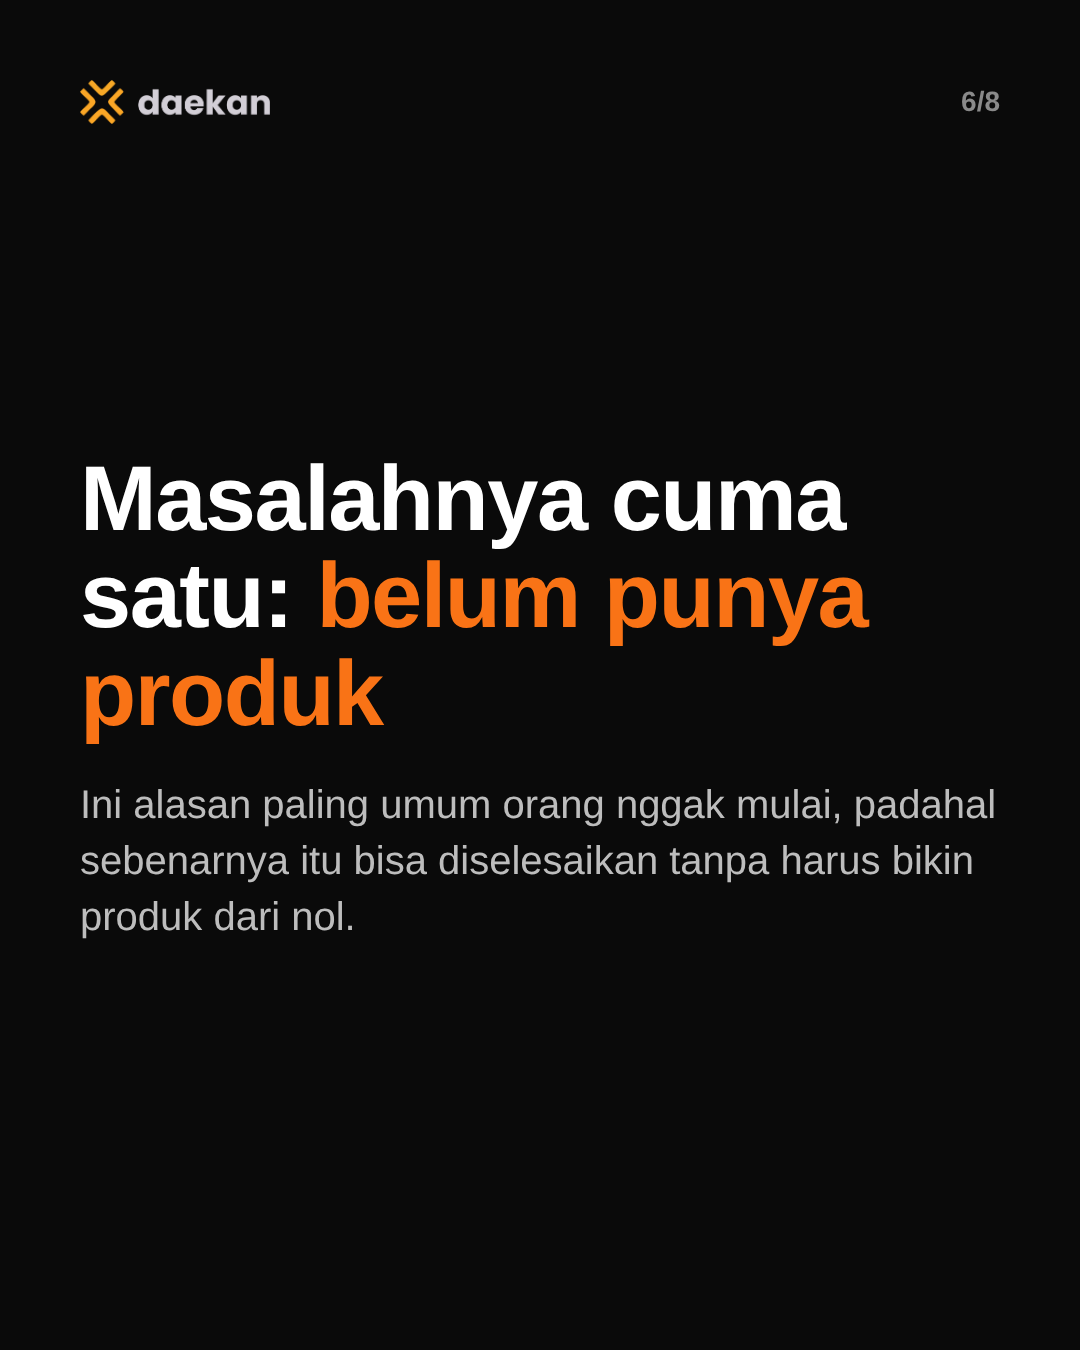 daekan
6/8
Masalahnya cuma
satu: belum punya
produk
Ini alasan paling umum orang nggak mulai, padahal
sebenarnya itu bisa diselesaikan tanpa harus bikin
produk dari nol.